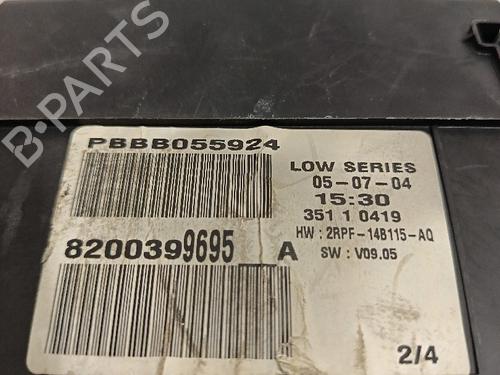 B-PARTS
PBBB055924
LOW SERIES
05-07-04
15:30
351 1 0419
HW : 2RPF-14B115-AQ
SW : V09.05
8200399695 A
2/4